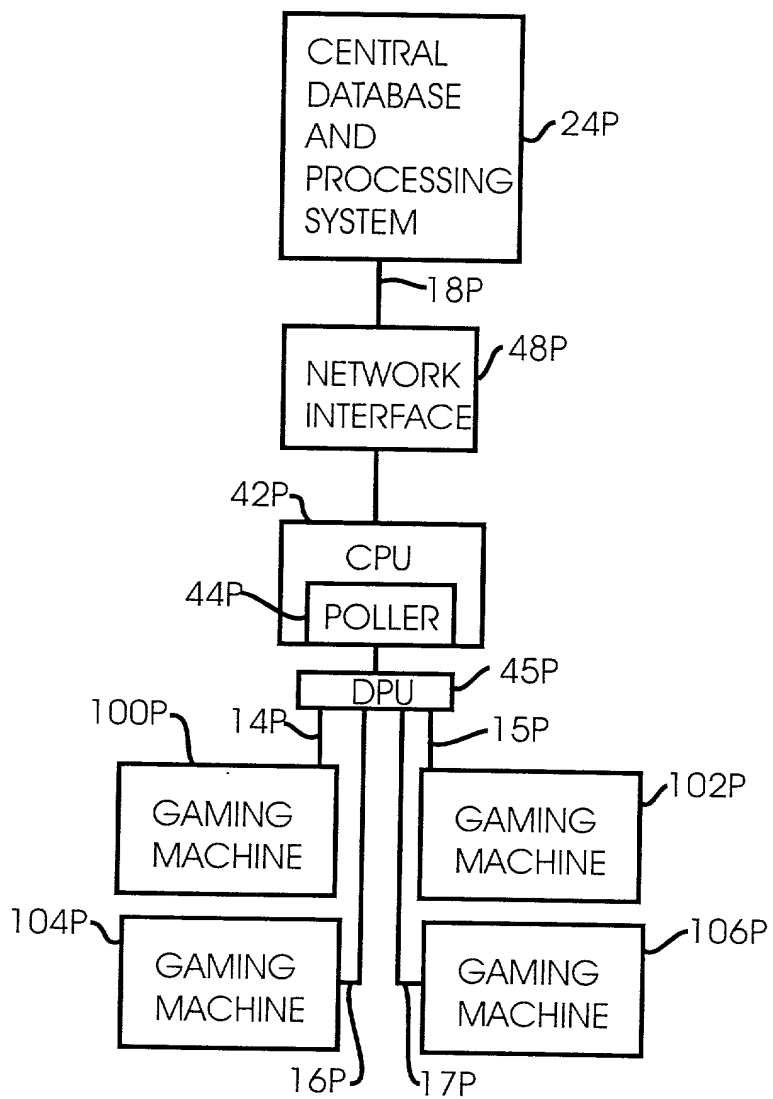 CENTRAL
DATABASE
AND
PROCESSING
SYSTEM
24P
18P
48P
NETWORK
INTERFACE
42P
CPU
44P
POLLER
45P
DPU
100P
14P
15P
102P
GAMING
MACHINE
GAMING
MACHINE
104P
106P
GAMING
MACHINE
GAMING
MACHINE
16P
17P